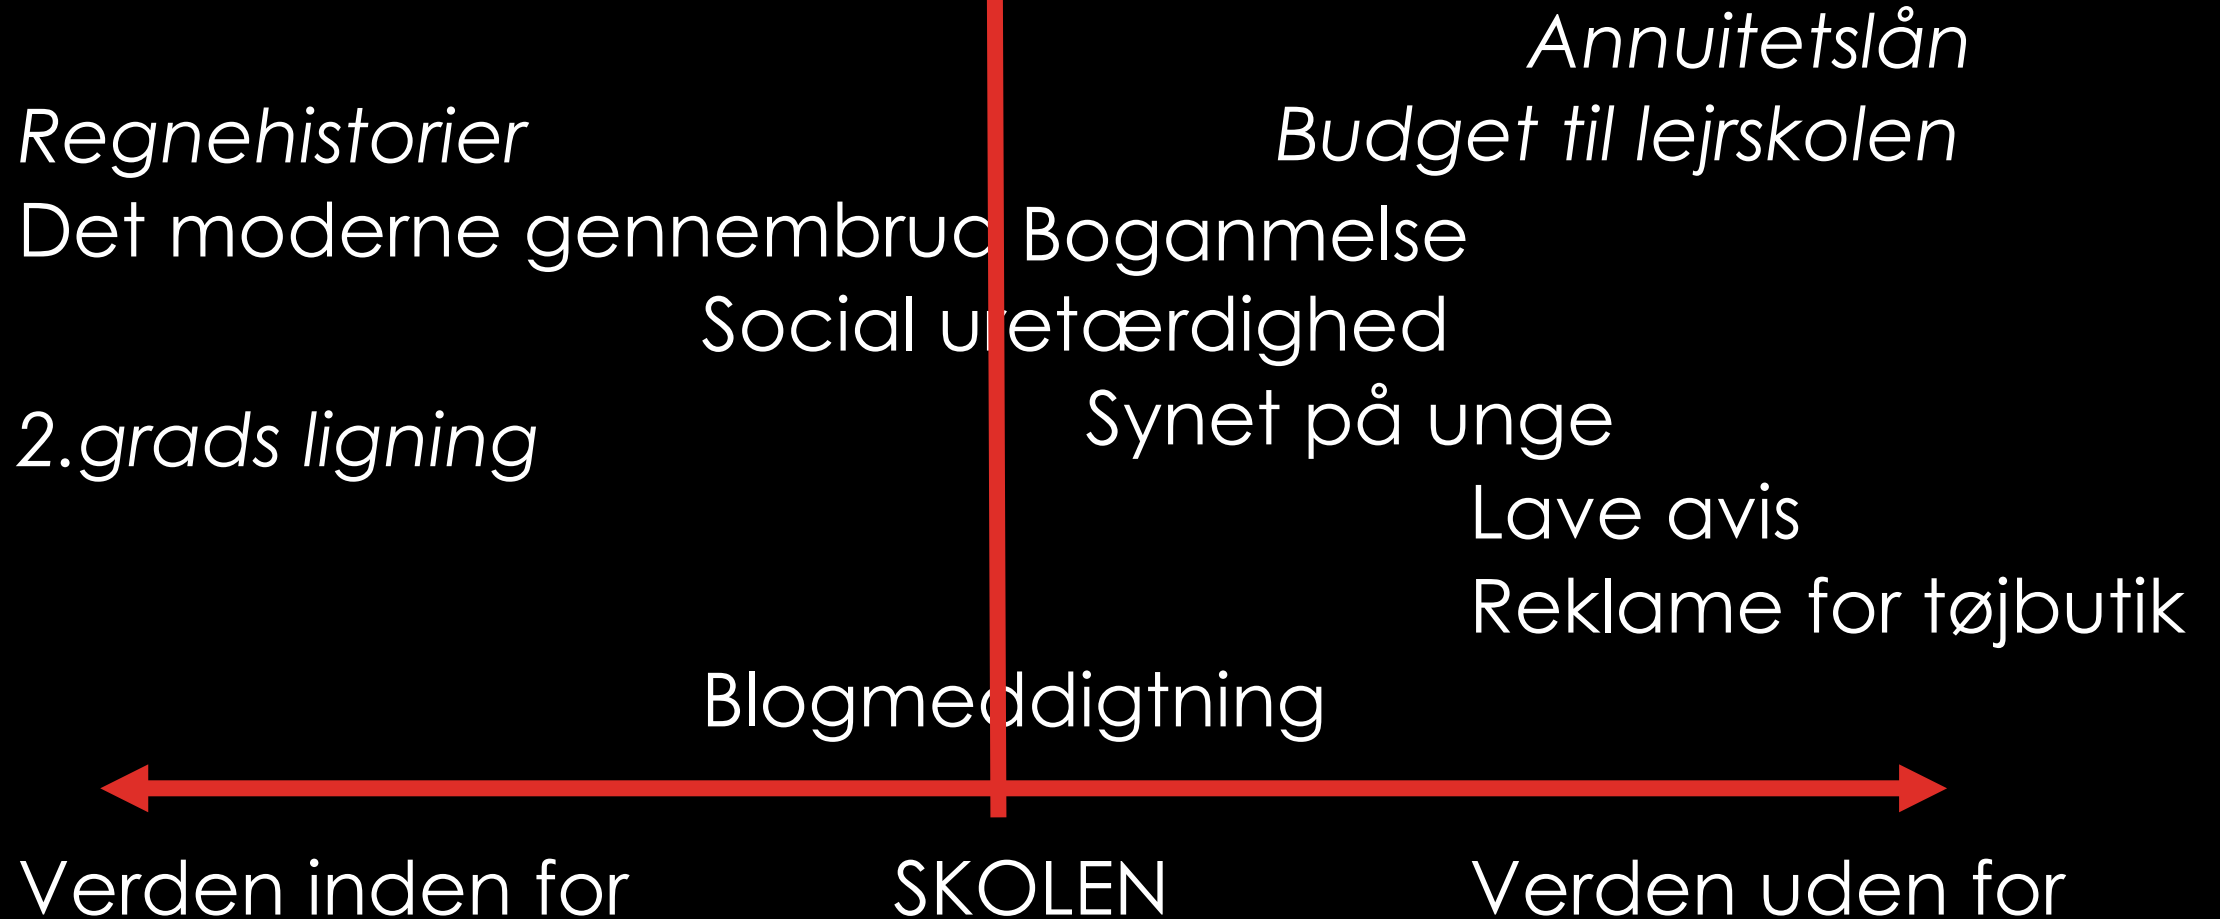 Annuitetslån
Regnehistorier
Budget til lejrskolen
Det moderne gennembrud
Boganmelse
Social uretærdighed
Synet på unge
2.grads ligning
Lave avis
Reklame for tøjbutik
Blogmeddigtning
Verden inden for
SKOLEN
Verden uden for